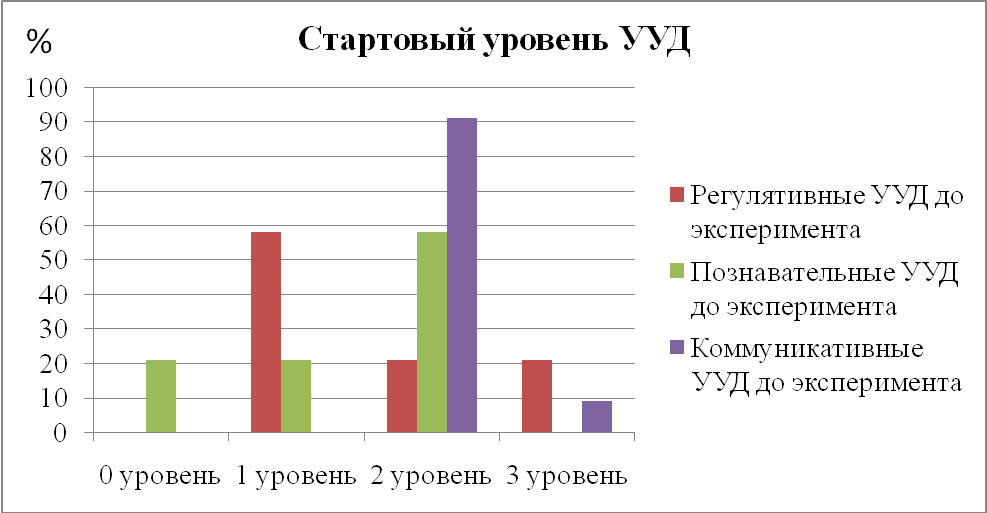 %
Стартовый уровень УУД
100
90
80
70
60
50
40
30
20
10
0
0 уровень 1 уровень 2 уровень 3 уровень
Регулятивные УУД до
эксперимента
Познавательные УУД
до эксперимента
Коммуникативные
УУД до эксперимента